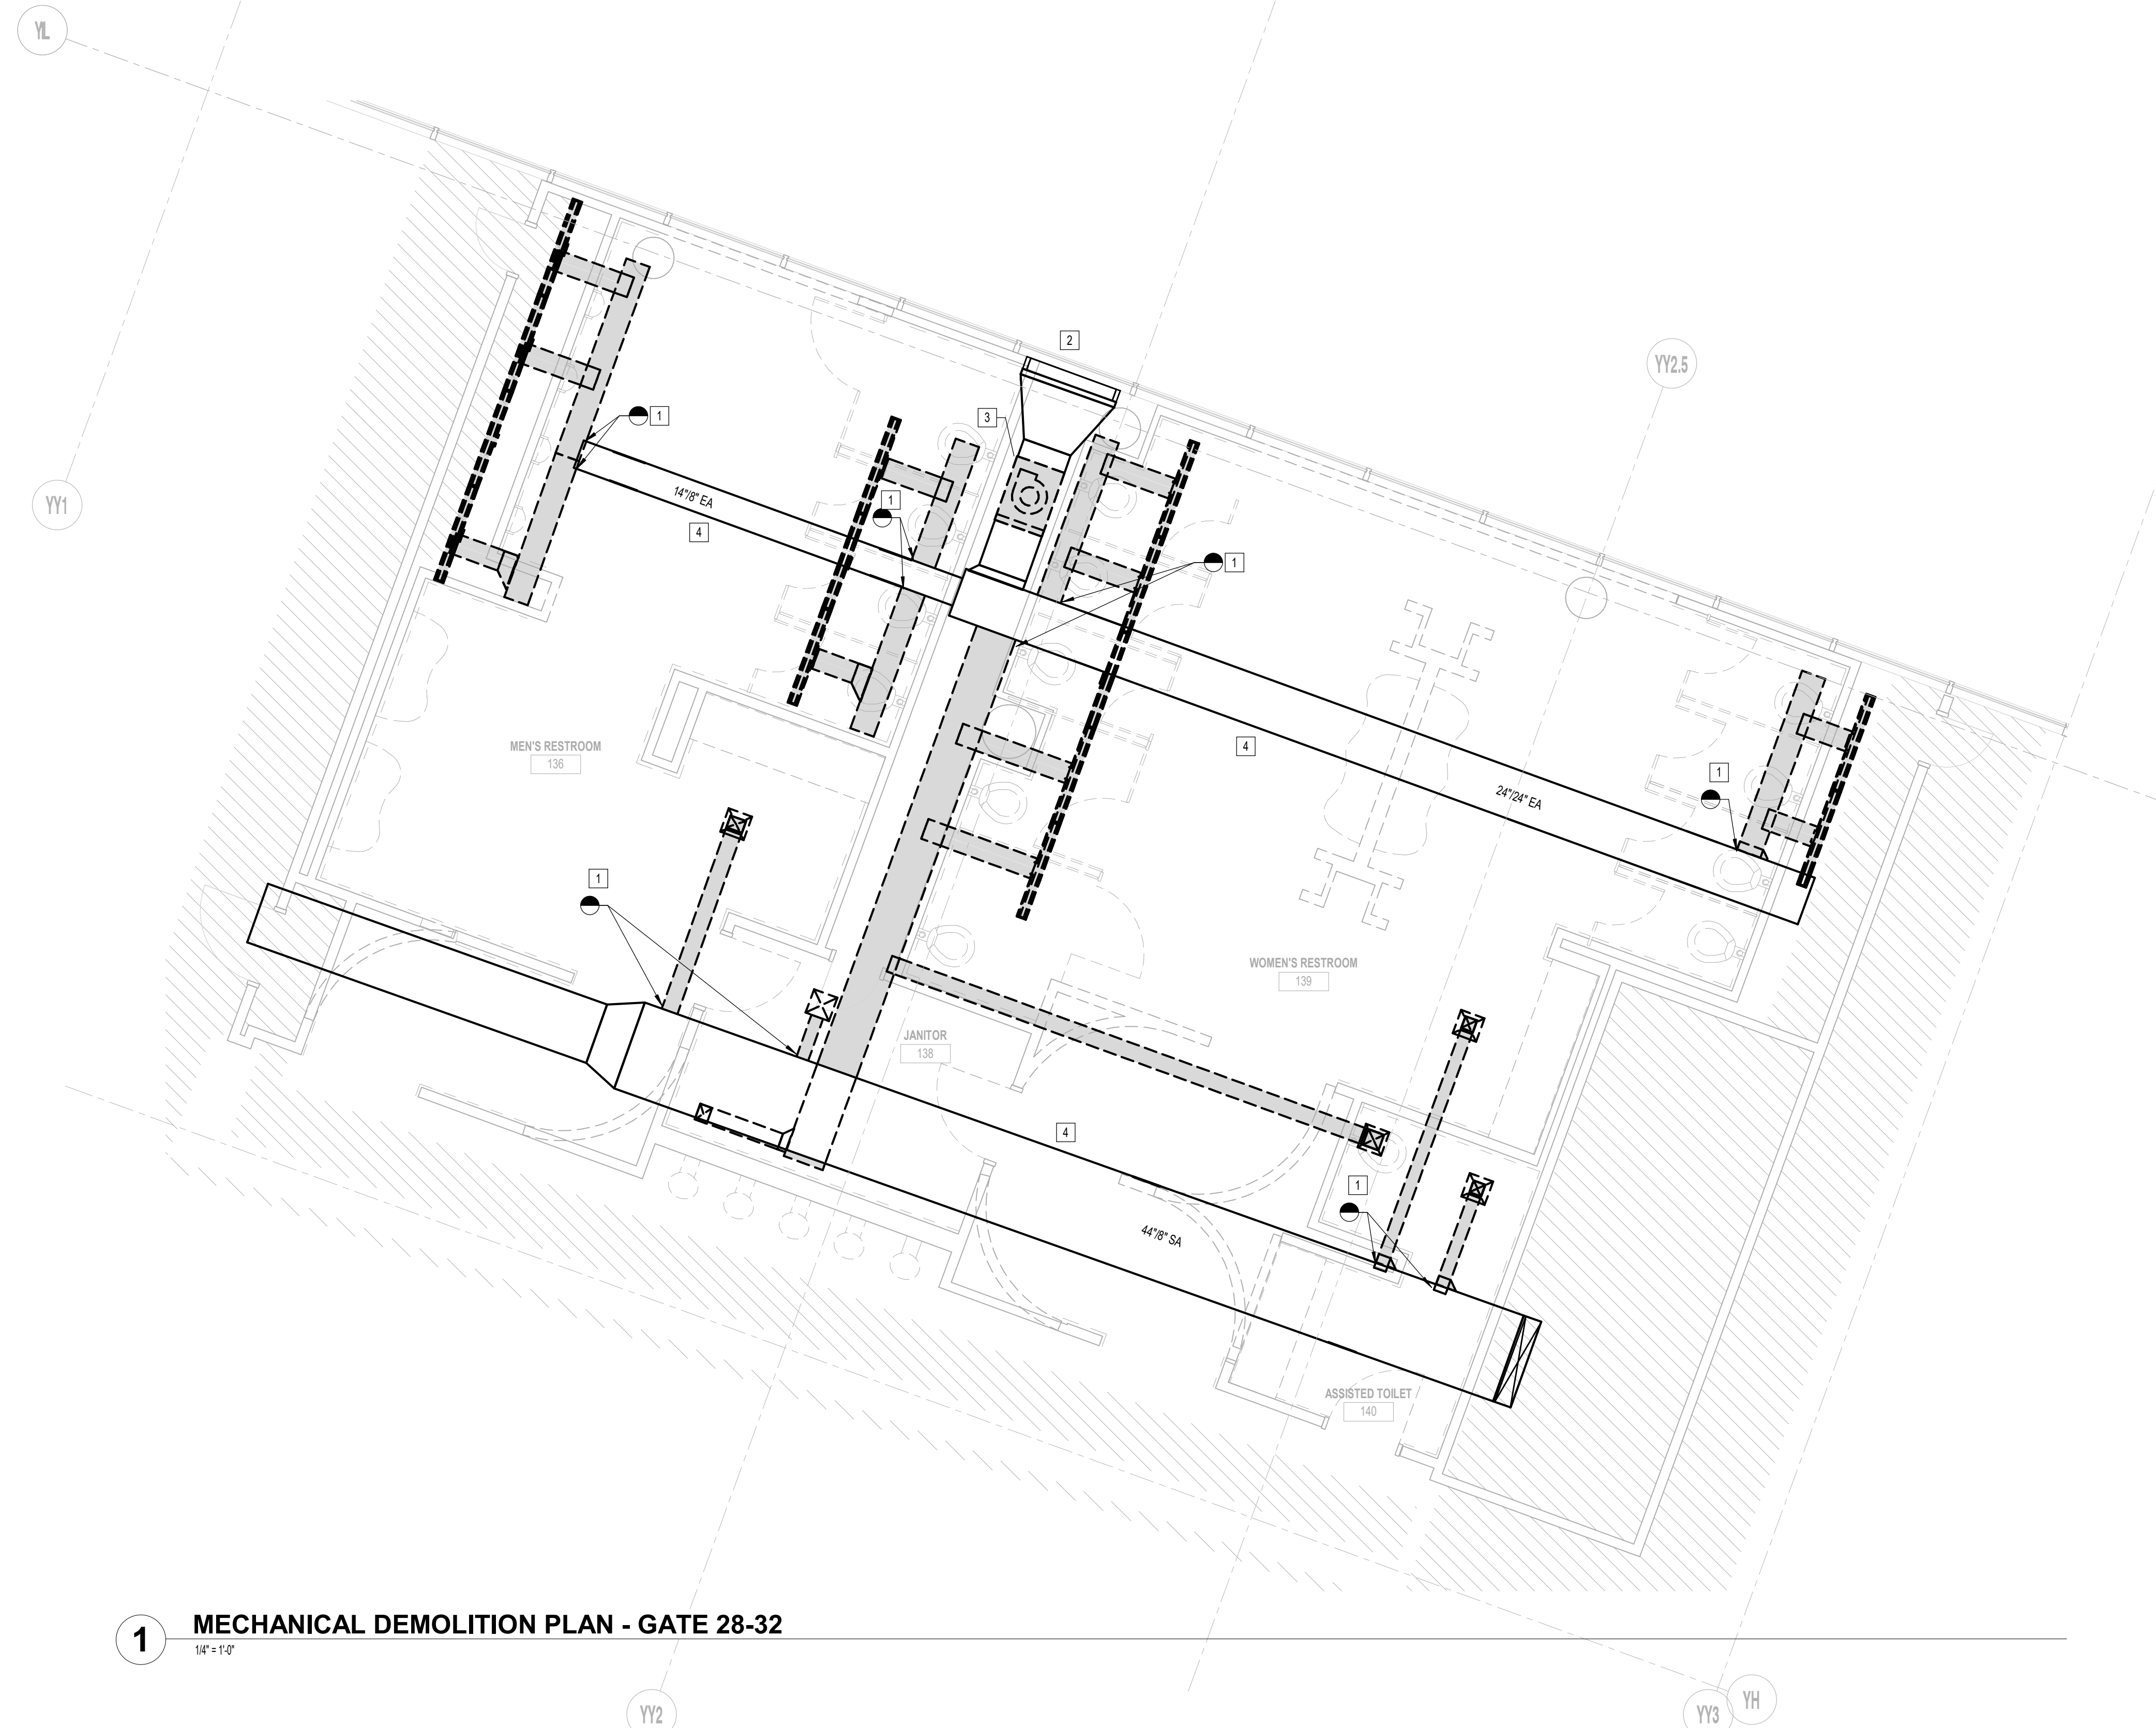 YL
2
YY2.5
3
1
YY1
14"/8" EA
1
4
1
MEN'S RESTROOM
136
4
1
24"/24" EA
1
WOMEN'S RESTROOM
139
JANITOR
138
4
1
44"/8" SA
ASSISTED TOILET
140
1
MECHANICAL DEMOLITION PLAN - GATE 28-32
1/4" = 1'-0"
YY2
YY3
YH